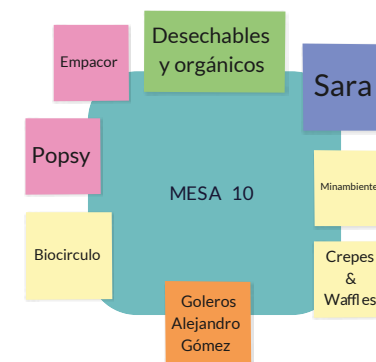 Desechables
y orgánicos
Empacor
Sara
Popsy
MESA 10
Minambiente
Biocirculo
Crepes
&
Waffles
Goleros
Alejandro
Gómez